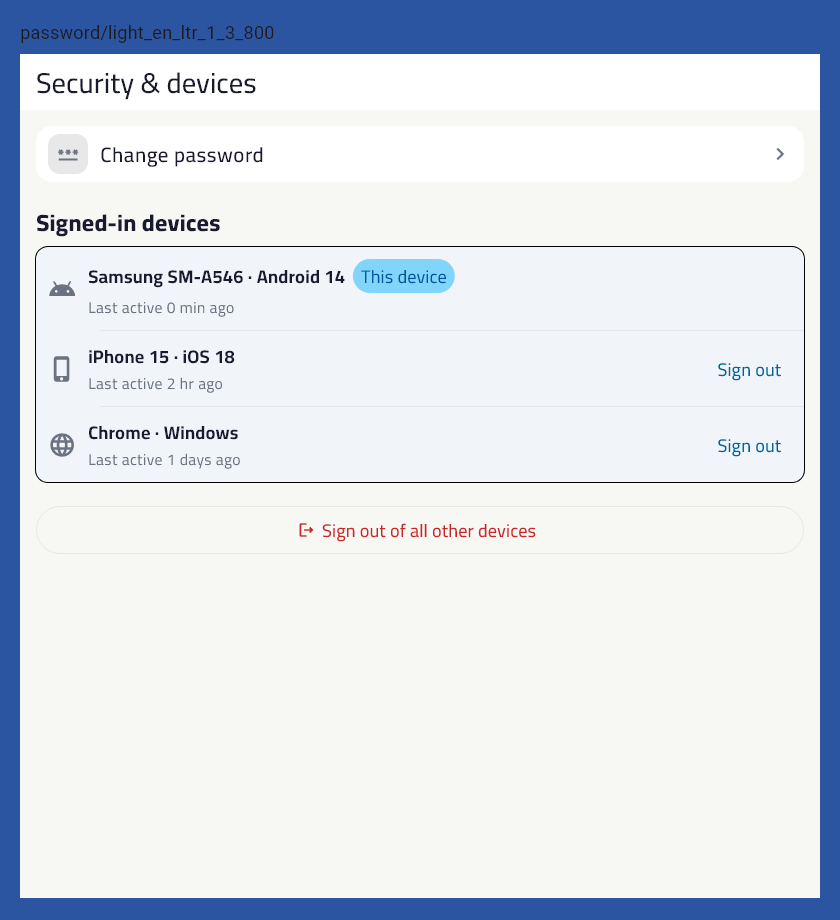 password/light_en_ltr_1_3_800
Security & devices
Change password
Signed-in devices
Samsung SM-A546 · Android 14 This device
Last active 0 min ago
iPhone 15 · iOS 18
Last active 2 hr ago
Sign out
Chrome · Windows
Last active 1 days ago
Sign out
Sign out of all other devices